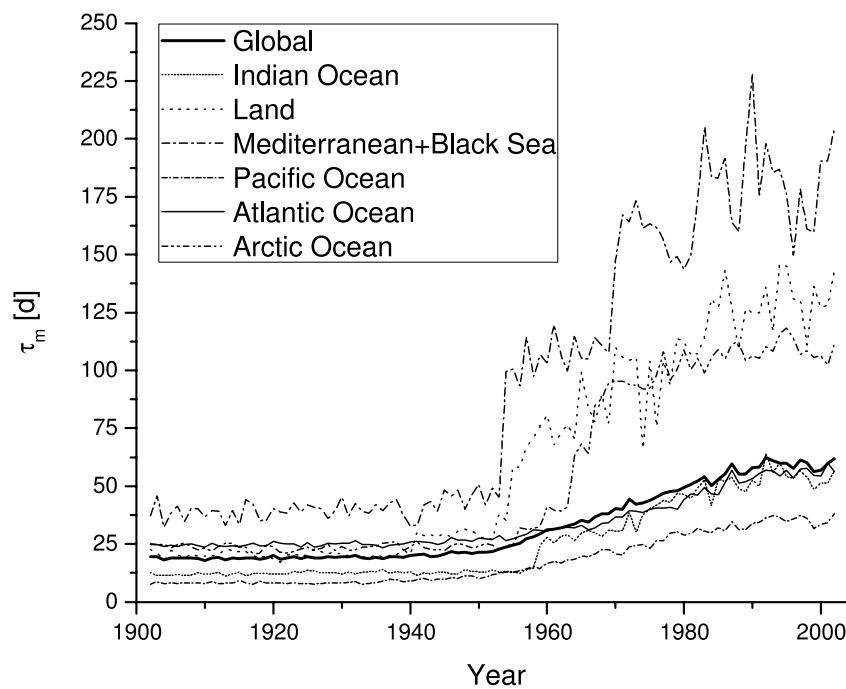 250
225
200
175
150
125
100
75
50
25
0
τm [d]
Global
Indian Ocean
Land
Mediterranean+Black Sea
Pacific Ocean
Atlantic Ocean
Arctic Ocean
1900 1920 1940 1960 1980 2000
Year